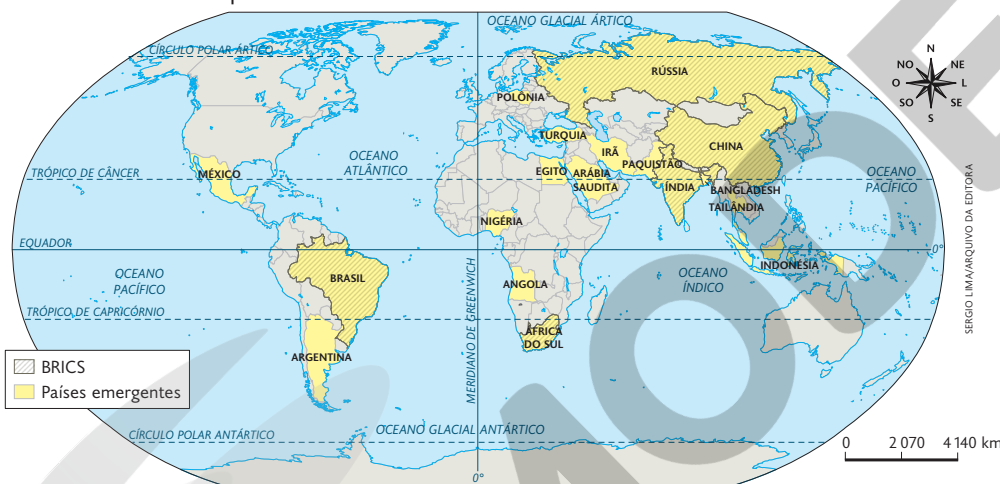 OCEANO GLACIAL ÁRTICO
CÍRCULO POLAR ÁRTICO
N
NO
NE
O
L
SO
SE
S
RÚSSIA
POLÔNIA
TURQUIA
IRÃ
CHINA
PAQUISTÃO
OCEANO
ATLÂNTICO
EGITO
ARÁBIA
SAUDITA
ÍNDIA
BANGLADESH
TAILÂNDIA
MÉXICO
TRÓPICO DE CÂNCER
OCEANO
PACÍFICO
NIGÉRIA
EQUADOR
0°
INDONÉSIA
BRASIL
OCEANO
PACÍFICO
ANGOLA
OCEANO
ÍNDICO
TRÓPICO DE CAPRICÓRNIO
MERIDIANO DE GREENWICH
ÁFRICA
DO SUL
ARGENTINA
BRICS
Países emergentes
CÍRCULO POLAR ANTÁRTICO
OCEANO GLACIAL ANTÁRTICO
0°
0 2 070 4 140 km
SERGIO LIMA/ARQUIVO DA EDITORA